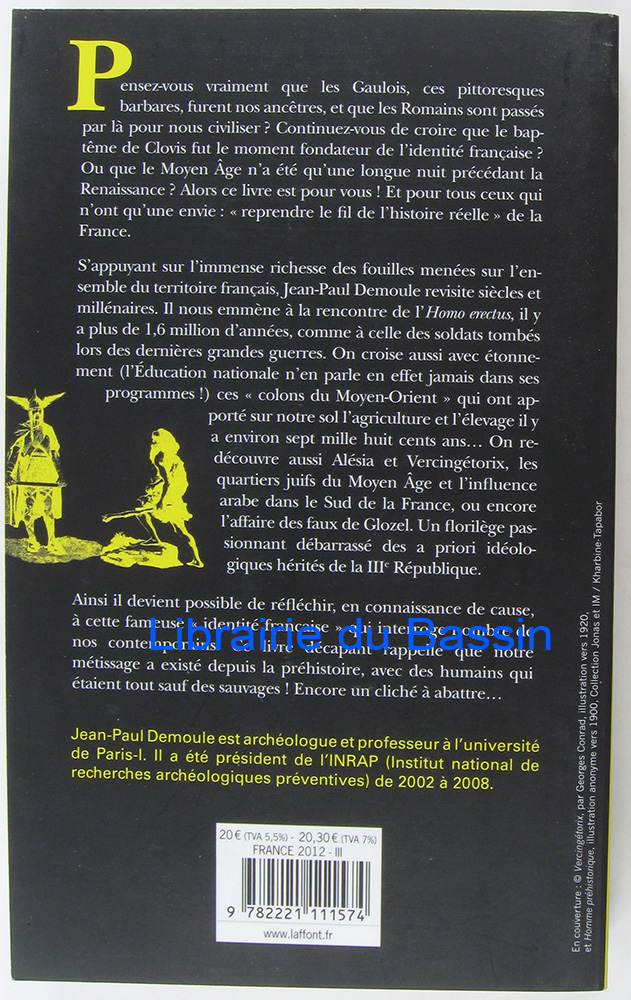 Pensez-vous vraiment que les Gaulois, ces pittoresques
barbares, furent nos ancêtres, et que les Romains sont passés
par là pour nous civiliser ? Continuez-vous de croire que le bap-
tême de Clovis fut le moment fondateur de l'identité française ?
Ou que le Moyen Âge n'a été qu'une longue nuit précédant la
Renaissance ? Alors ce livre est pour vous ! Et pour tous ceux qui
n'ont qu'une envie : « reprendre le fil de l'histoire réelle » de la
France.
S'appuyant sur l'immense richesse des fouilles menées sur l'en-
semble du territoire français, Jean-Paul Demoule revisite siècles et
millénaires. Il nous emmène à la rencontre de l'Homo erectus, il y
a plus de 1,6 million d'années, comme à celle des soldats tombés
lors des dernières grandes guerres. On croise aussi avec étonne-
ment (l'Éducation nationale n'en parle en effet jamais dans ses
programmes !) ces « colons du Moyen-Orient » qui ont ap-
porté sur notre sol l'agriculture et l'élevage il y
a environ sept mille huit cents ans… On re-
découvre aussi Alésia et Vercingétorix, les
quartiers juifs du Moyen Âge et l'influence
arabe dans le Sud de la France, ou encore
l'affaire des faux de Glozel. Un florilège pas-
sionnant débarrassé des a priori idéolo-
giques hérités de la IIIe République.
Ainsi il devient possible de réfléchir, en connaissance de cause,
à cette fameuse « identité française » qui interroge nombre de
nos contemporains. livre décapant rappelle que notre
métissage a existé depuis la préhistoire, avec des humains qui
étaient tout sauf des sauvages ! Encore un cliché à abattre…
Librairie du Bassin
Jean-Paul Demoule est archéologue et professeur à l'université
de Paris-I. Il a été président de l'INRAP (Institut national de
recherches archéologiques préventives) de 2002 à 2008.
20 € (TVA 5,5%) - 20,30 € (TVA 7%)
FRANCE 2012 - III
9 782221 111574
www.laffont.fr
En couverture : © Vercingétorix, par Georges Conrad, illustration vers 1920,
et Homme préhistorique, illustration anonyme vers 1900, Collection Jonas et IM / Kharbine-Tapabor